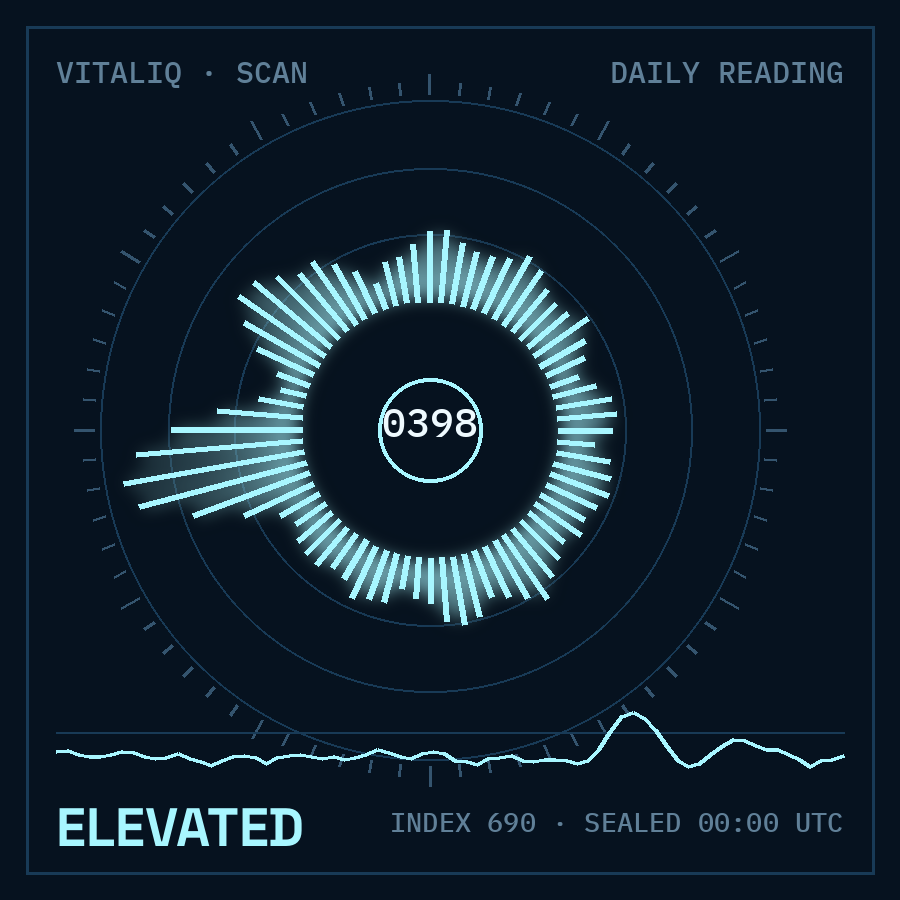 VITALIQ · SCAN
DAILY READING
0398
ELEVATED
INDEX 690 · SEALED 00:00 UTC